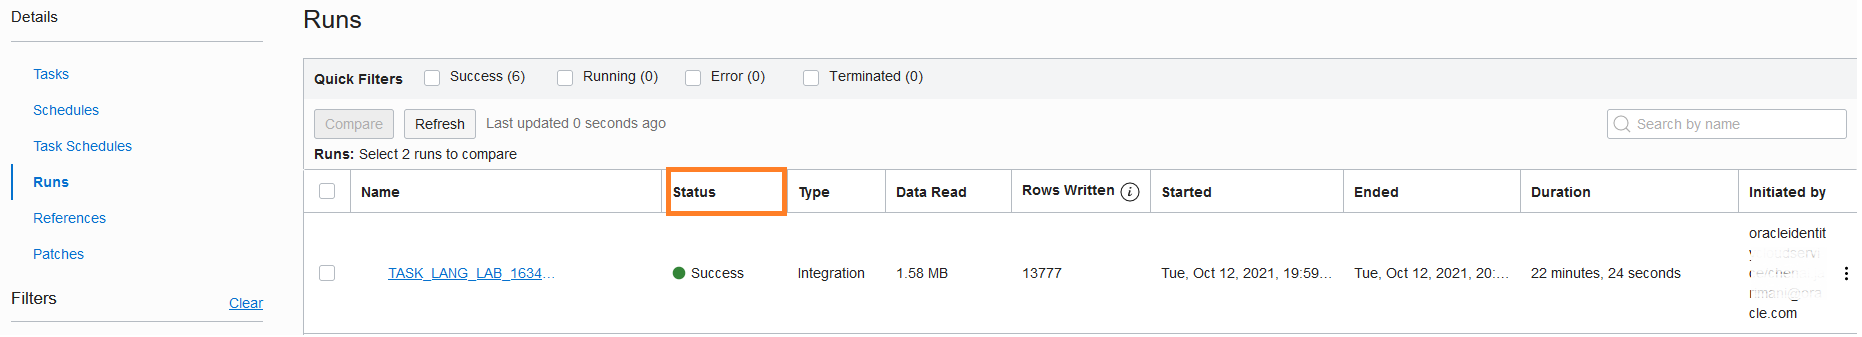 Details
Tasks
Schedules
Task Schedules
Runs
References
Patches
Filters Clear
Runs
Quick Filters Success (6) Running (0) Error (0) Terminated (0)
Compare Refresh Last updated 0 seconds ago Search by name
Runs: Select 2 runs to compare
Name Status Type Data Read Rows Written i Started Ended Duration Initiated by
TASK_LANG_LAB_1634… Success Integration 1.58 MB 13777 Tue, Oct 12, 2021, 19:59… Tue, Oct 12, 2021, 20:… 22 minutes, 24 seconds
oracleidentit
cle.com